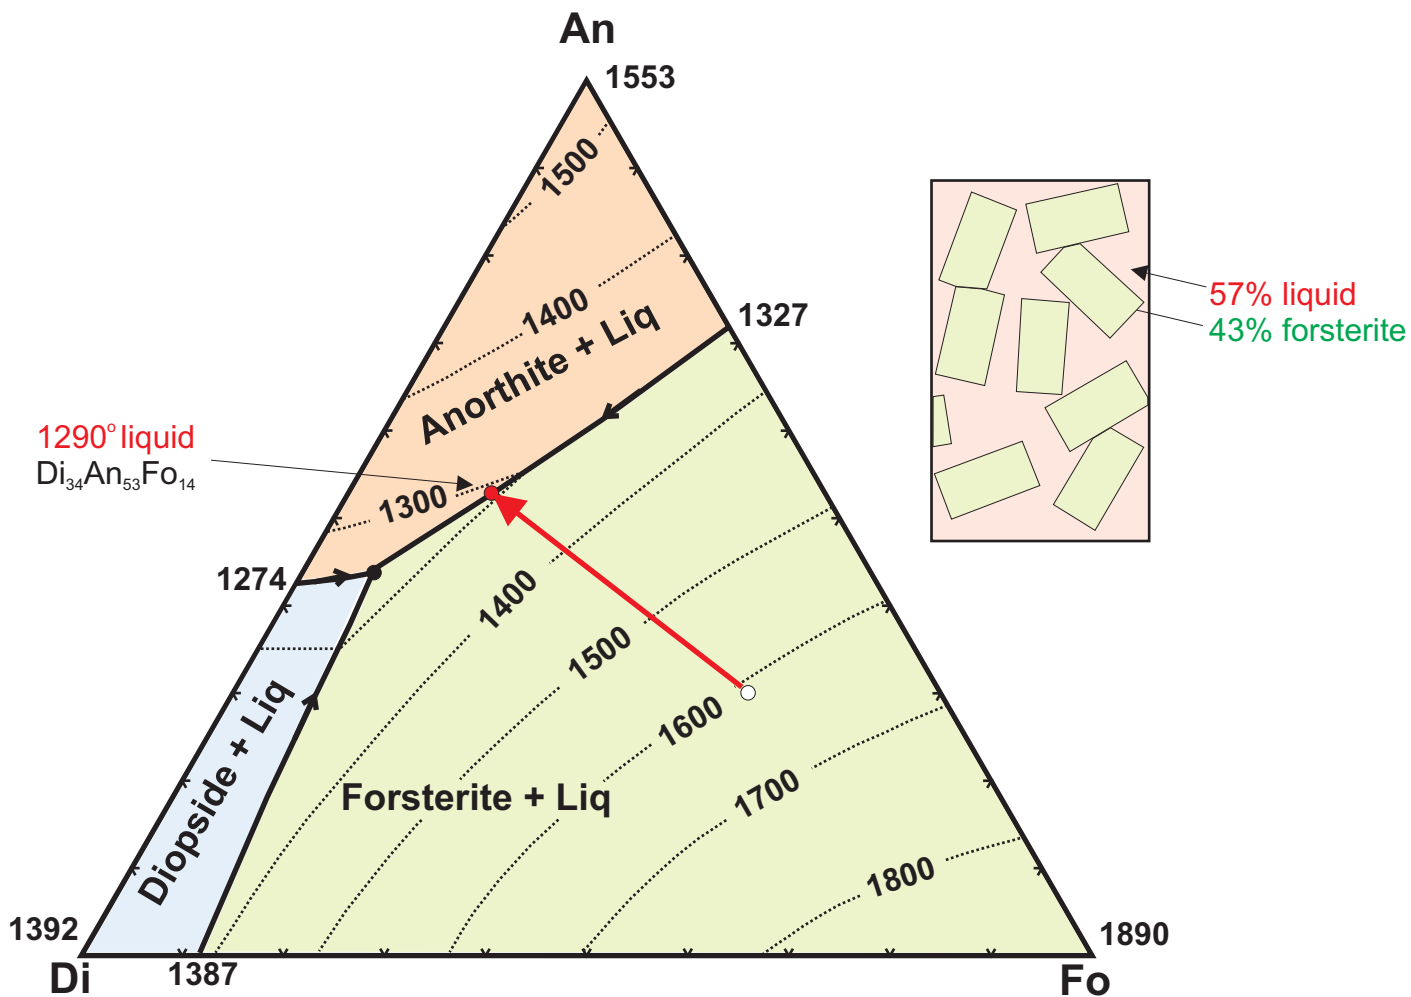 An
1553
1500
1400
Anorthite + Liq
1327
57% liquid
43% forsterite
1290° liquid
Di₃₄An₅₃Fo₁₄
1300
1274
1400
1500
1600
1700
1800
Diopside + Liq
Forsterite + Liq
1392
Di
1387
1890
Fo